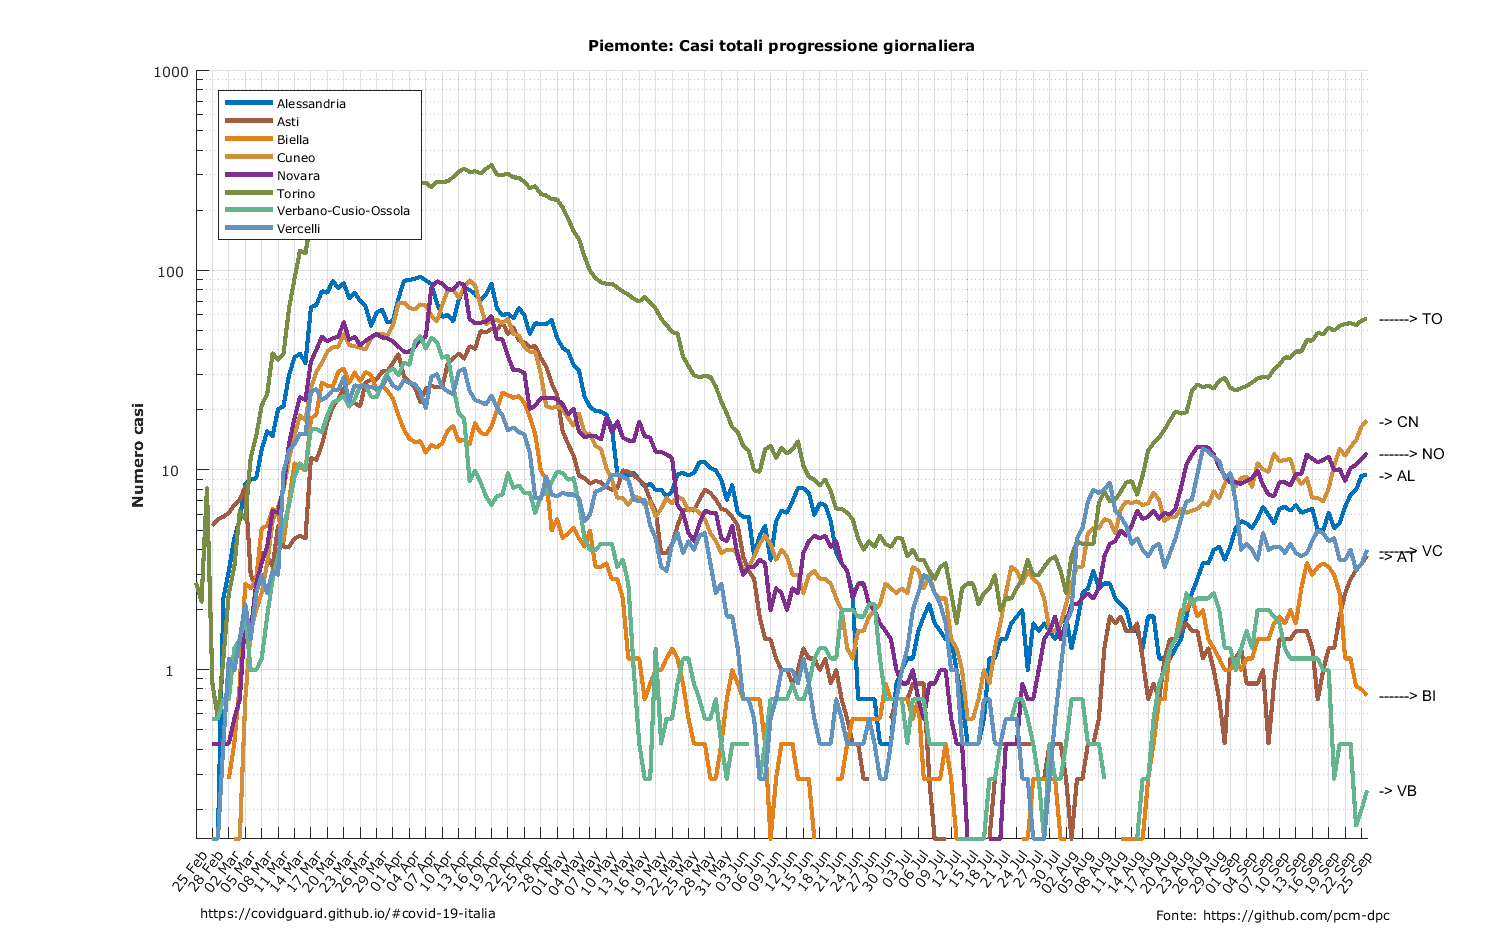 Piemonte: Casi totali progressione giornaliera
1000
100
10
1
Numero casi
Alessandria
Asti
Biella
Cuneo
Novara
Torino
Verbano-Cusio-Ossola
Vercelli
------> TO
-> CN
------> NO
-> AL
------> VC
-> AT
------> BI
-> VB
25 Feb
28 Feb
02 Mar
05 Mar
08 Mar
11 Mar
14 Mar
17 Mar
20 Mar
23 Mar
26 Mar
29 Mar
01 Apr
04 Apr
07 Apr
10 Apr
13 Apr
16 Apr
19 Apr
22 Apr
25 Apr
28 Apr
01 May
04 May
07 May
10 May
13 May
16 May
19 May
22 May
25 May
28 May
31 May
03 Jun
06 Jun
09 Jun
12 Jun
15 Jun
18 Jun
21 Jun
24 Jun
27 Jun
30 Jun
03 Jul
06 Jul
09 Jul
12 Jul
15 Jul
18 Jul
21 Jul
24 Jul
27 Jul
30 Jul
02 Aug
05 Aug
08 Aug
11 Aug
14 Aug
17 Aug
20 Aug
23 Aug
26 Aug
29 Aug
01 Sep
04 Sep
07 Sep
10 Sep
13 Sep
16 Sep
19 Sep
22 Sep
25 Sep
https://covidguard.github.io/#covid-19-italia
Fonte: https://github.com/pcm-dpc